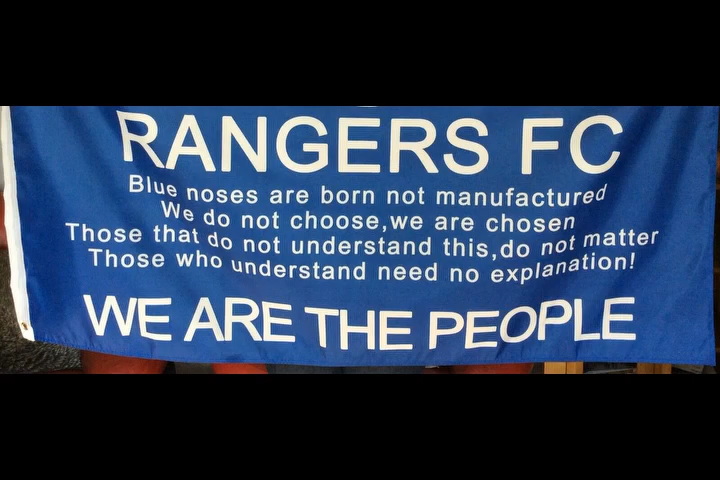 RANGERS FC
Blue noses are born not manufactured
We do not choose,we are chosen
Those that do not understand this,do not matter
Those who understand need no explanation!
WE ARE THE PEOPLE